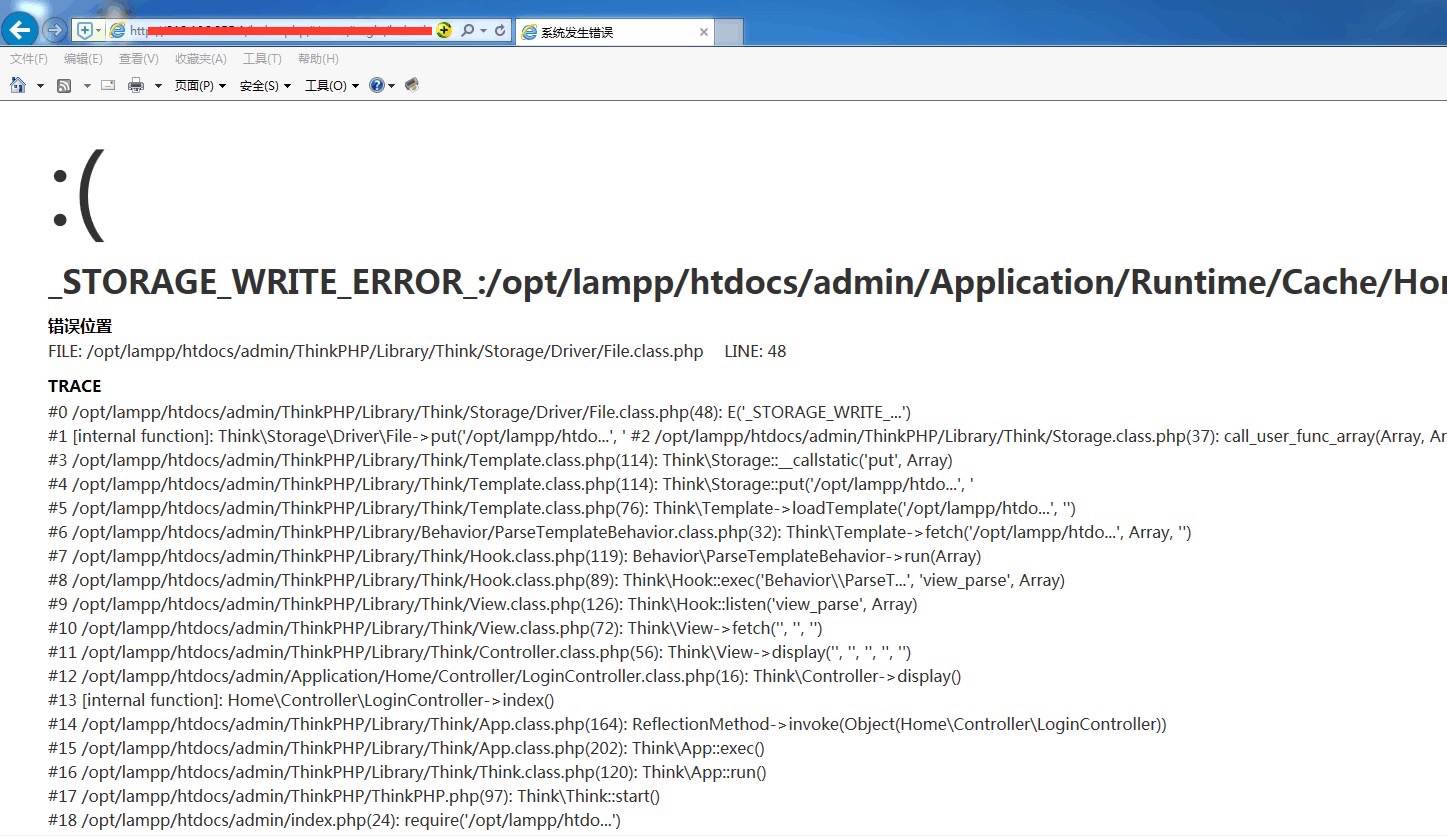 http
系统发生错误
文件(F) 编辑(E) 查看(V) 收藏夹(A) 工具(T) 帮助(H)
页面(P) 安全(S) 工具(O)
:(
_STORAGE_WRITE_ERROR_:/opt/lampp/htdocs/admin/Application/Runtime/Cache/Hor
错误位置
FILE: /opt/lampp/htdocs/admin/ThinkPHP/Library/Think/Storage/Driver/File.class.php LINE: 48
TRACE
#0 /opt/lampp/htdocs/admin/ThinkPHP/Library/Think/Storage/Driver/File.class.php(48): E('_STORAGE_WRITE_...')
#1 [internal function]: Think\Storage\Driver\File->put('/opt/lampp/htdo...', ' #2 /opt/lampp/htdocs/admin/ThinkPHP/Library/Think/Storage.class.php(37): call_user_func_array(Array, Ar
#3 /opt/lampp/htdocs/admin/ThinkPHP/Library/Think/Template.class.php(114): Think\Storage::__callstatic('put', Array)
#4 /opt/lampp/htdocs/admin/ThinkPHP/Library/Think/Template.class.php(114): Think\Storage::put('/opt/lampp/htdo...', '
#5 /opt/lampp/htdocs/admin/ThinkPHP/Library/Think/Template.class.php(76): Think\Template->loadTemplate('/opt/lampp/htdo...', '')
#6 /opt/lampp/htdocs/admin/ThinkPHP/Library/Behavior/ParseTemplateBehavior.class.php(32): Think\Template->fetch('/opt/lampp/htdo...', Array, '')
#7 /opt/lampp/htdocs/admin/ThinkPHP/Library/Think/Hook.class.php(119): Behavior\ParseTemplateBehavior->run(Array)
#8 /opt/lampp/htdocs/admin/ThinkPHP/Library/Think/Hook.class.php(89): Think\Hook::exec('Behavior\\ParseT...', 'view_parse', Array)
#9 /opt/lampp/htdocs/admin/ThinkPHP/Library/Think/View.class.php(126): Think\Hook::listen('view_parse', Array)
#10 /opt/lampp/htdocs/admin/ThinkPHP/Library/Think/View.class.php(72): Think\View->fetch('', '', '')
#11 /opt/lampp/htdocs/admin/ThinkPHP/Library/Think/Controller.class.php(56): Think\View->display('', '', '', '', '')
#12 /opt/lampp/htdocs/admin/Application/Home/Controller/LoginController.class.php(16): Think\Controller->display()
#13 [internal function]: Home\Controller\LoginController->index()
#14 /opt/lampp/htdocs/admin/ThinkPHP/Library/Think/App.class.php(164): ReflectionMethod->invoke(Object(Home\Controller\LoginController))
#15 /opt/lampp/htdocs/admin/ThinkPHP/Library/Think/App.class.php(202): Think\App::exec()
#16 /opt/lampp/htdocs/admin/ThinkPHP/Library/Think/Think.class.php(120): Think\App::run()
#17 /opt/lampp/htdocs/admin/ThinkPHP/ThinkPHP.php(97): Think\Think::start()
#18 /opt/lampp/htdocs/admin/index.php(24): require('/opt/lampp/htdo...')